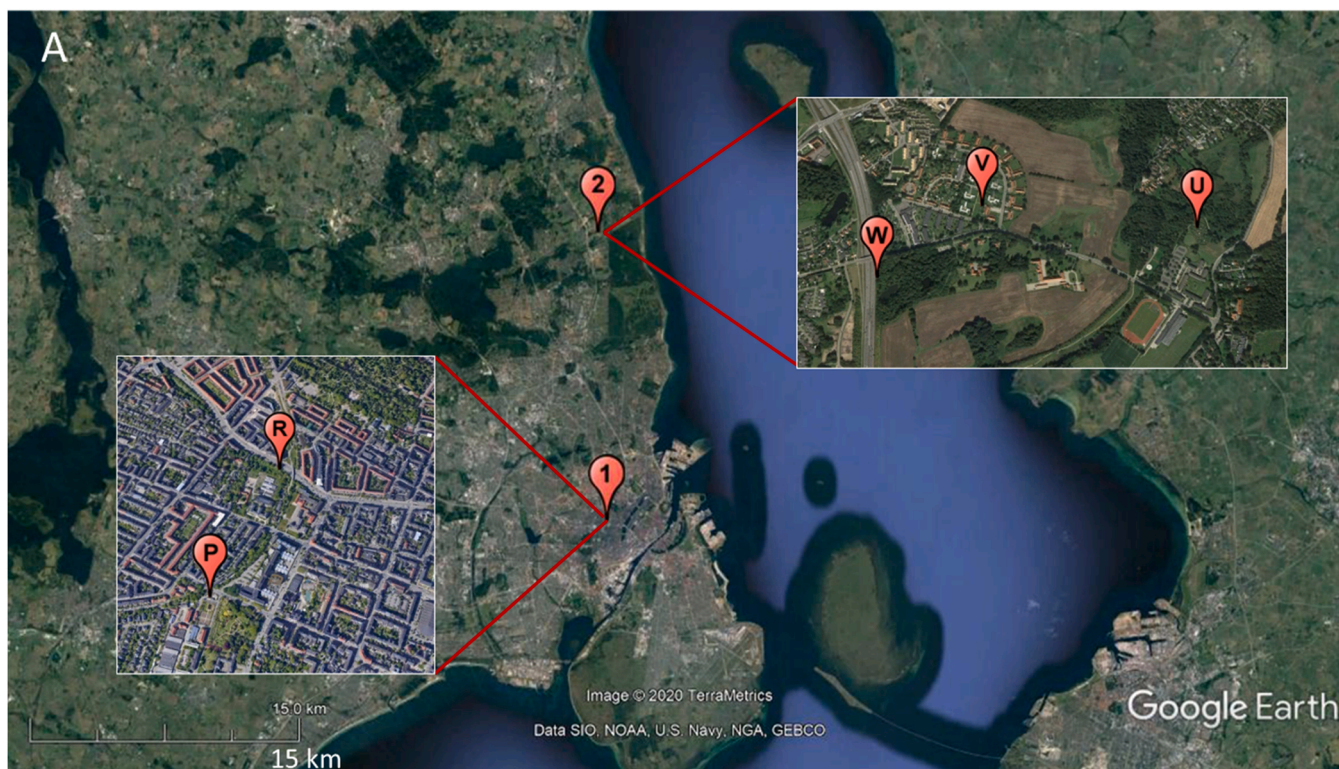 A
2
V
U
W
R
1
P
Image © 2020 TerraMetrics
15.0 km
Data SIO, NOAA, U.S. Navy, NGA, GEBCO
Google Earth
15 km